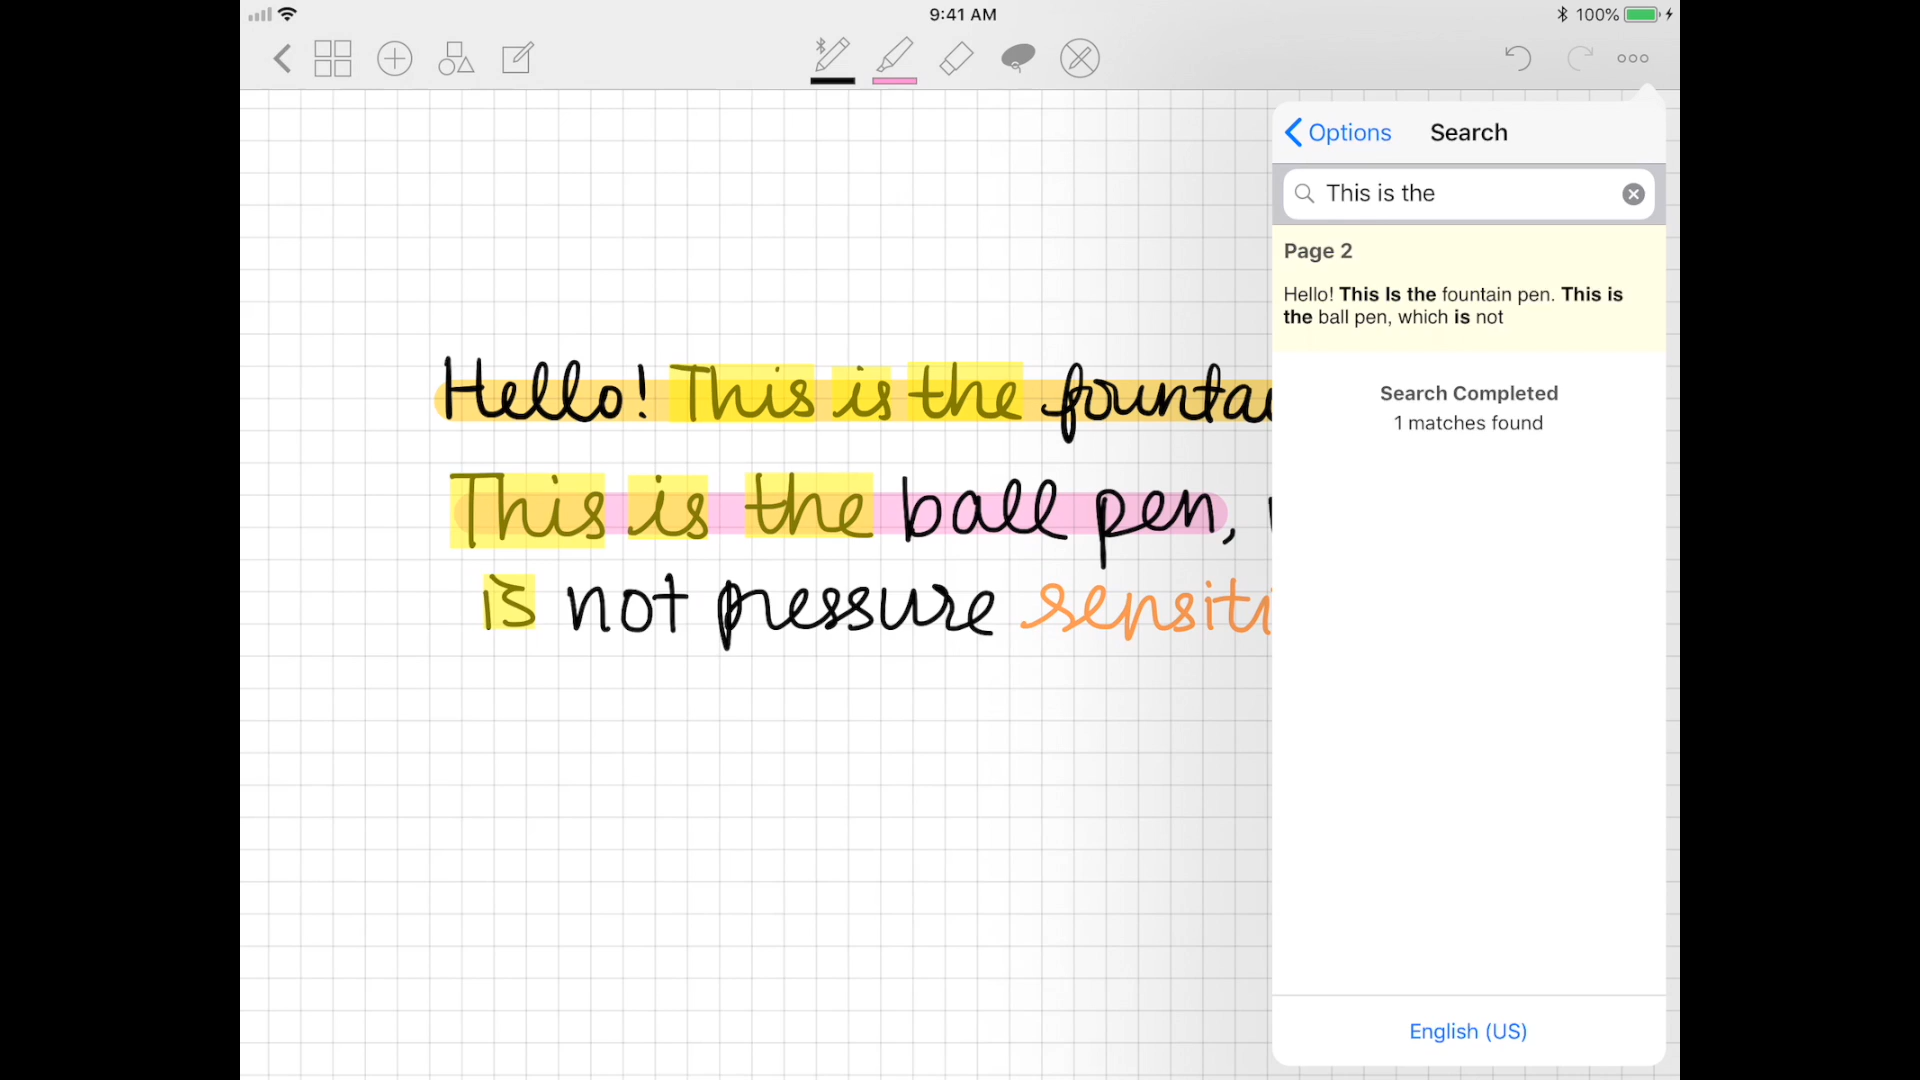 9:41 AM
100%
Options
Search
This is the
Page 2
Hello! This Is the fountain pen. This is
the ball pen, which is not
Search Completed
1 matches found
English (US)
Hello! This is the fountai
This is the ball pen,
is not pressure sensiti